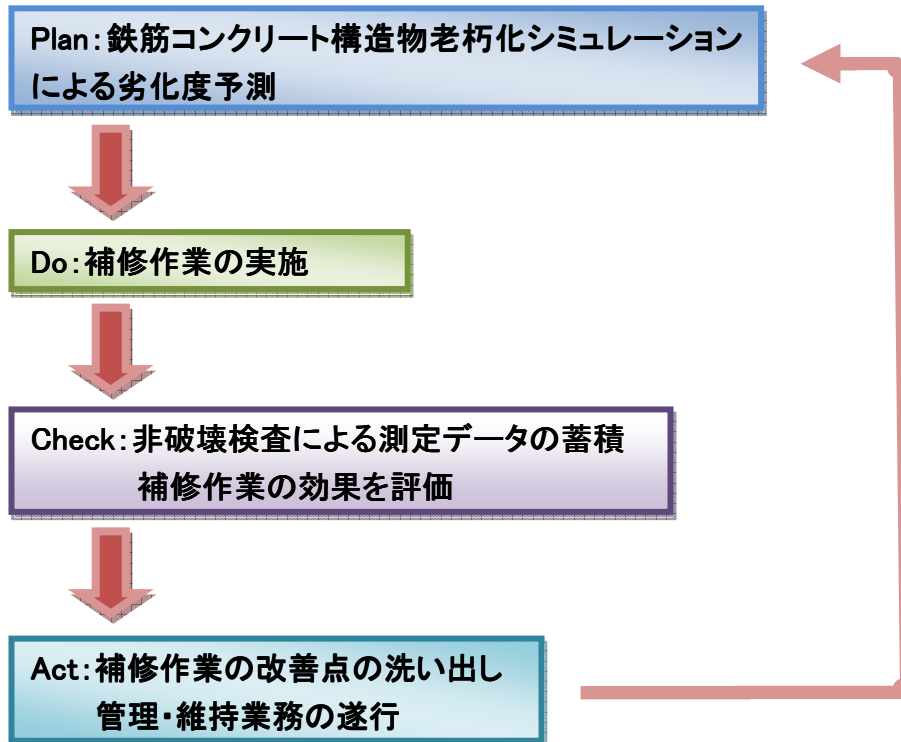 Plan：鉄筋コンクリート構造物老朽化シミュレーション
による劣化度予測
Do：補修作業の実施
Check：非破壊検査による測定データの蓄積
補修作業の効果を評価
Act：補修作業の改善点の洗い出し
管理・維持業務の遂行